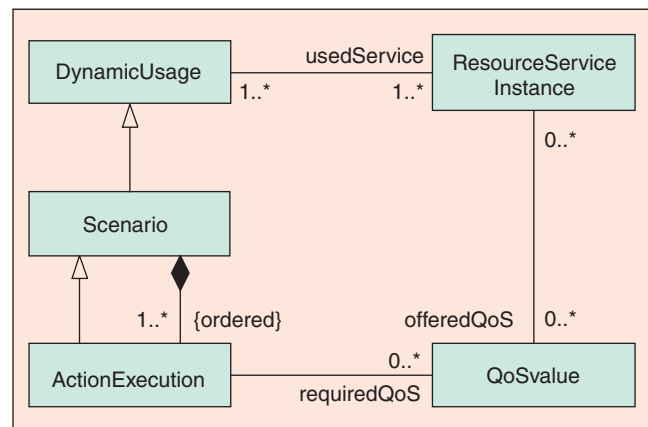 DynamicUsage
usedService
1..*
1..*
ResourceService
Instance
0..*
Scenario
1..*
{ordered}
offeredQoS
0..*
ActionExecution
0..*
requiredQoS
QoSvalue